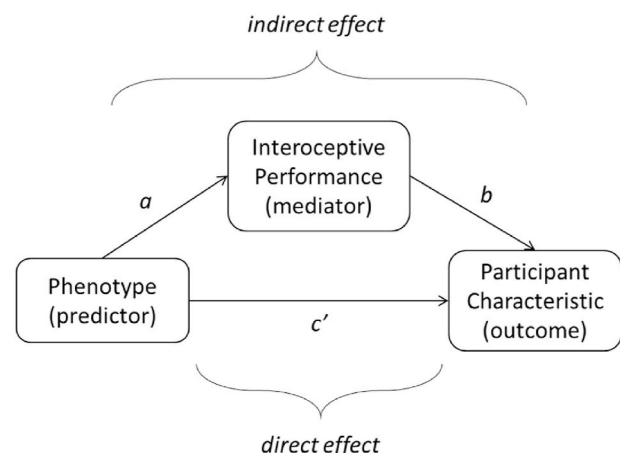 indirect effect
Interoceptive
Performance
(mediator)
a
b
Phenotype
(predictor)
Participant
Characteristic
(outcome)
c’
direct effect